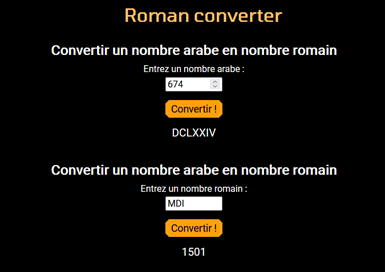 Roman converter
Convertir un nombre arabe en nombre romain
Entrez un nombre arabe :
674
Convertir !
DCLXXIV
Convertir un nombre arabe en nombre romain
Entrez un nombre romain :
MDI
Convertir !
1501